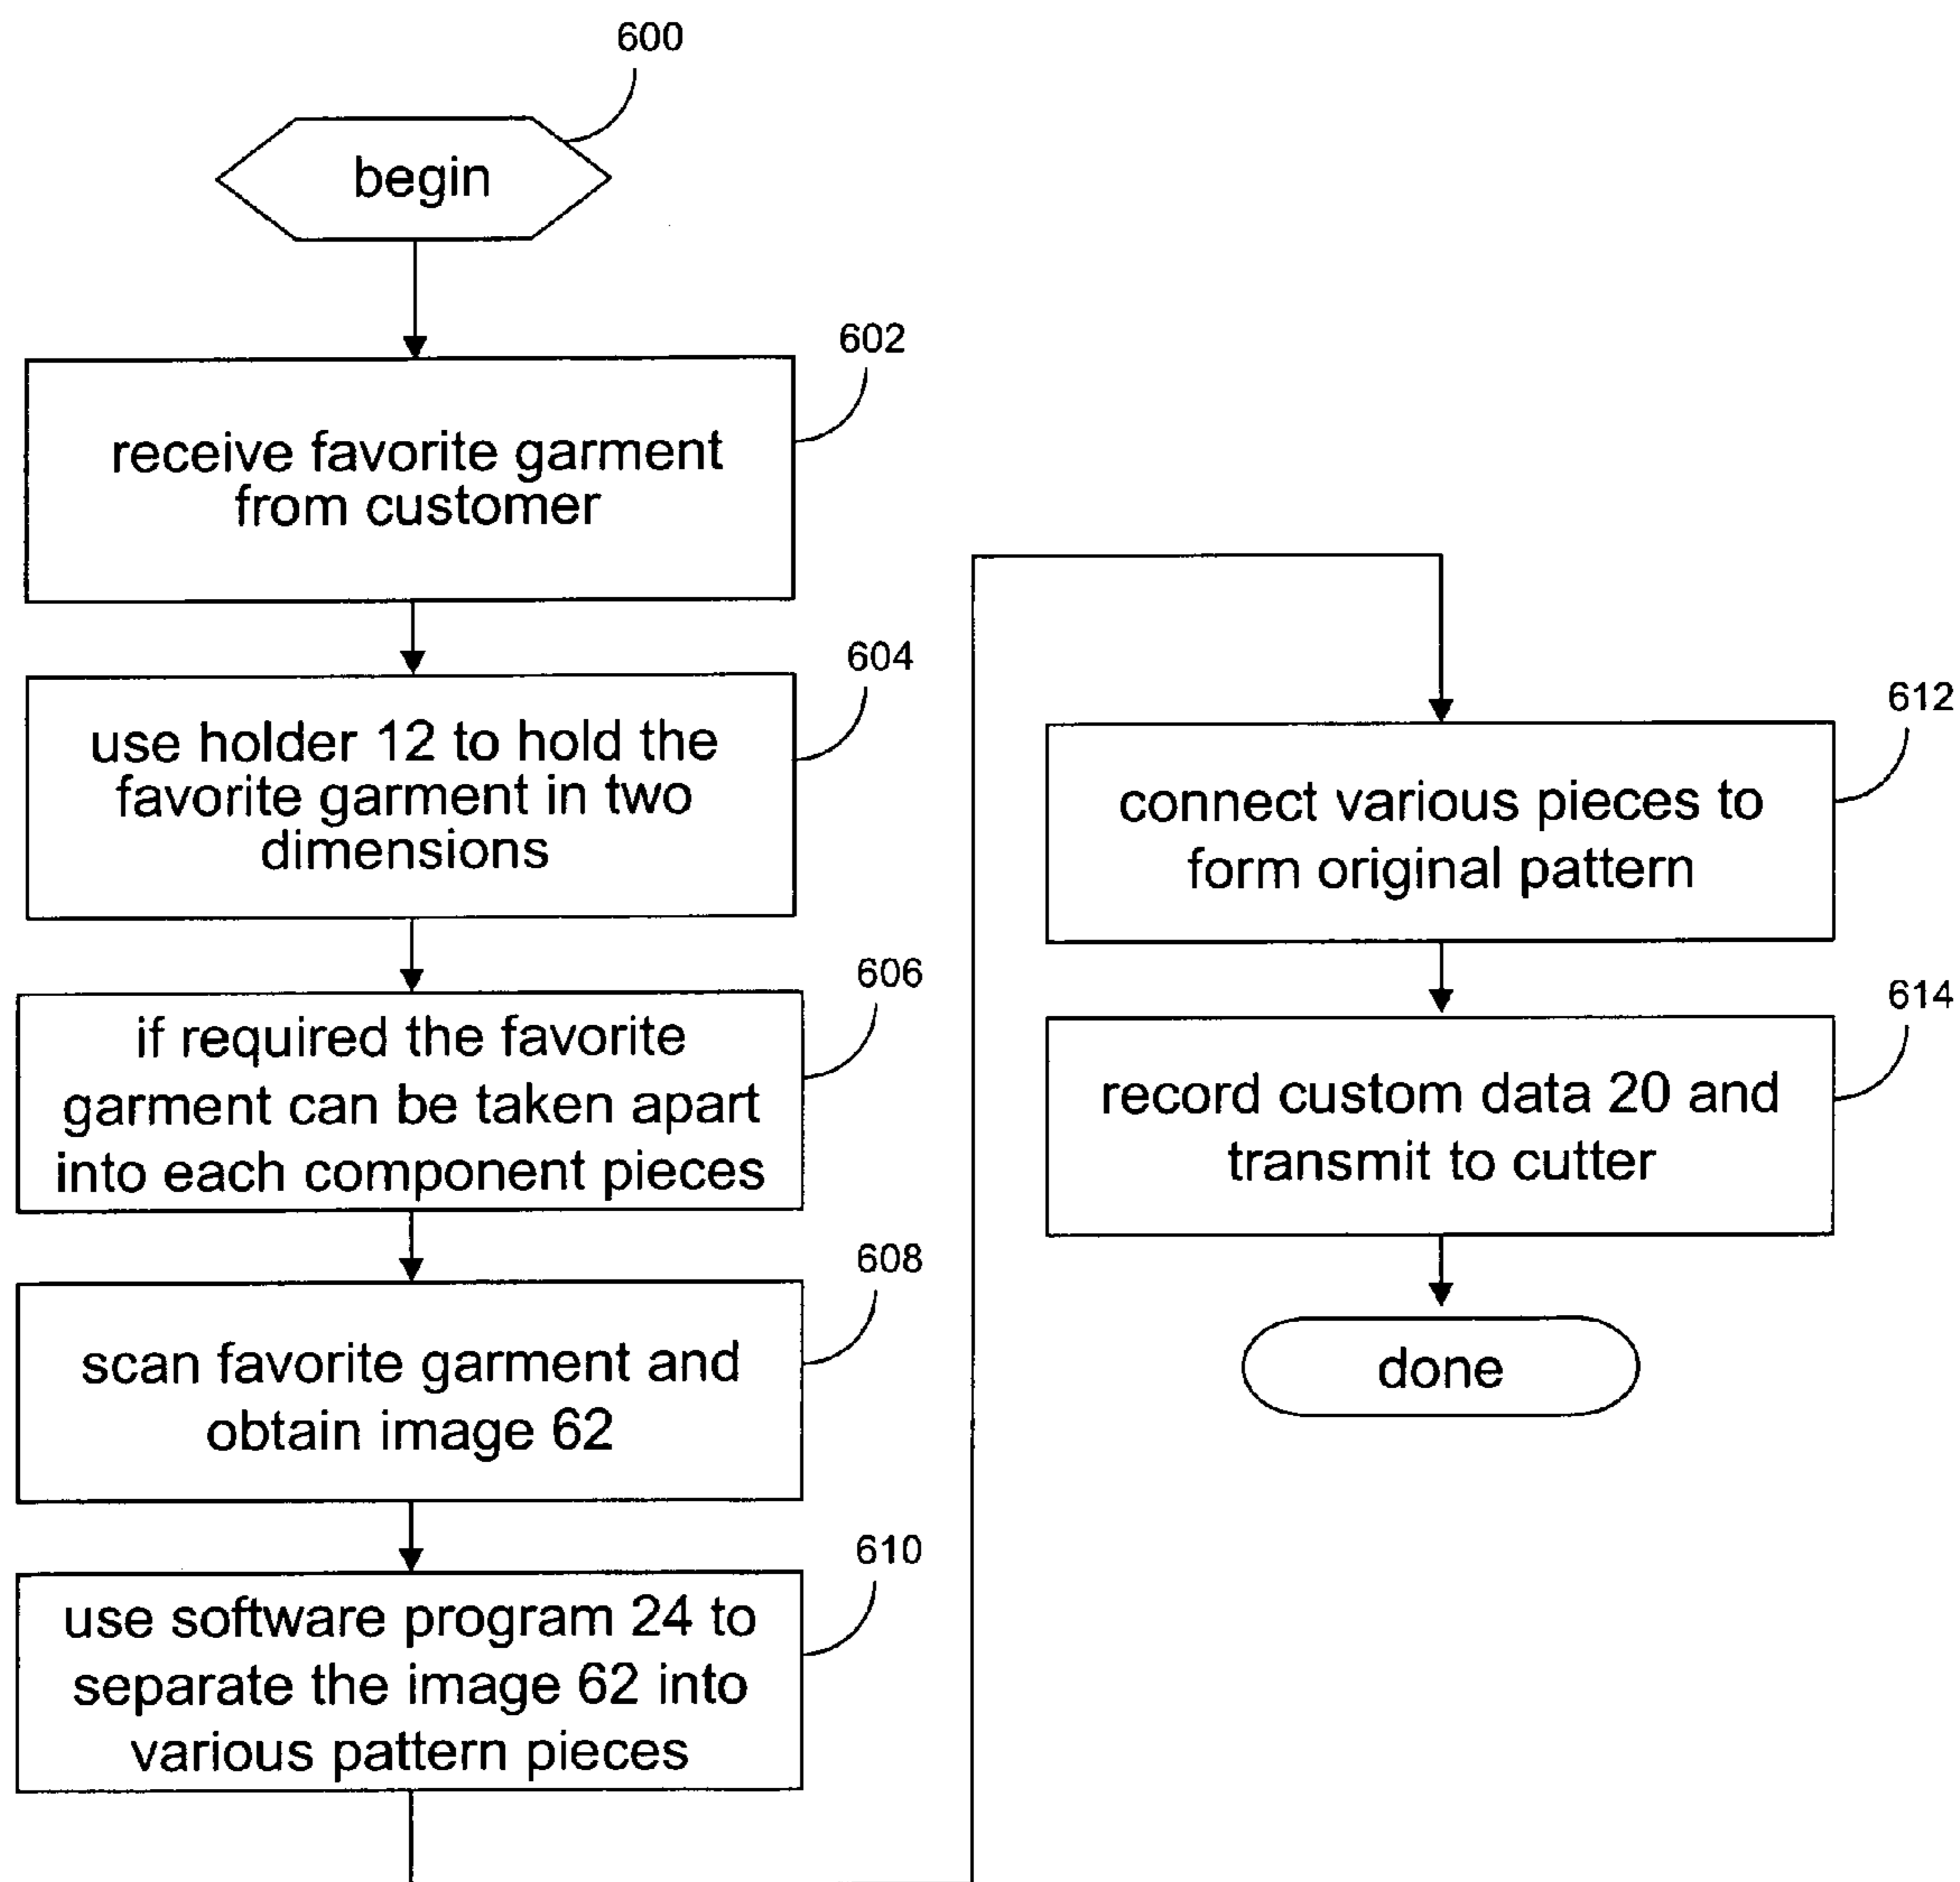 600
begin
602
receive favorite garment
from customer
604
use holder 12 to hold the
favorite garment in two
dimensions
606
if required the favorite
garment can be taken apart
into each component pieces
608
scan favorite garment and
obtain image 62
610
use software program 24 to
separate the image 62 into
various pattern pieces
612
connect various pieces to
form original pattern
614
record custom data 20 and
transmit to cutter
done